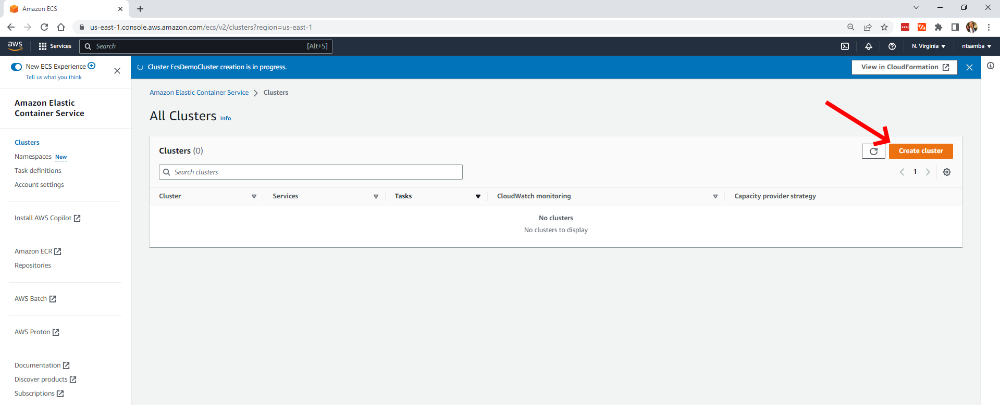 Amazon ECS
us-east-1.console.aws.amazon.com/ecs/v2/clusters?region=us-east-1
aws
Services
Search
[Alt+S]
N. Virginia
ntsamba
New ECS Experience
Tell us what you think
Cluster EcsDemoCluster creation is in progress.
View in CloudFormation
Amazon Elastic
Container Service
Clusters
Namespaces New
Task definitions
Account settings
Install AWS Copilot
Amazon ECR
Repositories
AWS Batch
AWS Proton
Documentation
Discover products
Subscriptions
Amazon Elastic Container Service
Clusters
All Clusters Info
Clusters (0)
Create cluster
Search clusters
1
Cluster
Services
Tasks
CloudWatch monitoring
Capacity provider strategy
No clusters
No clusters to display